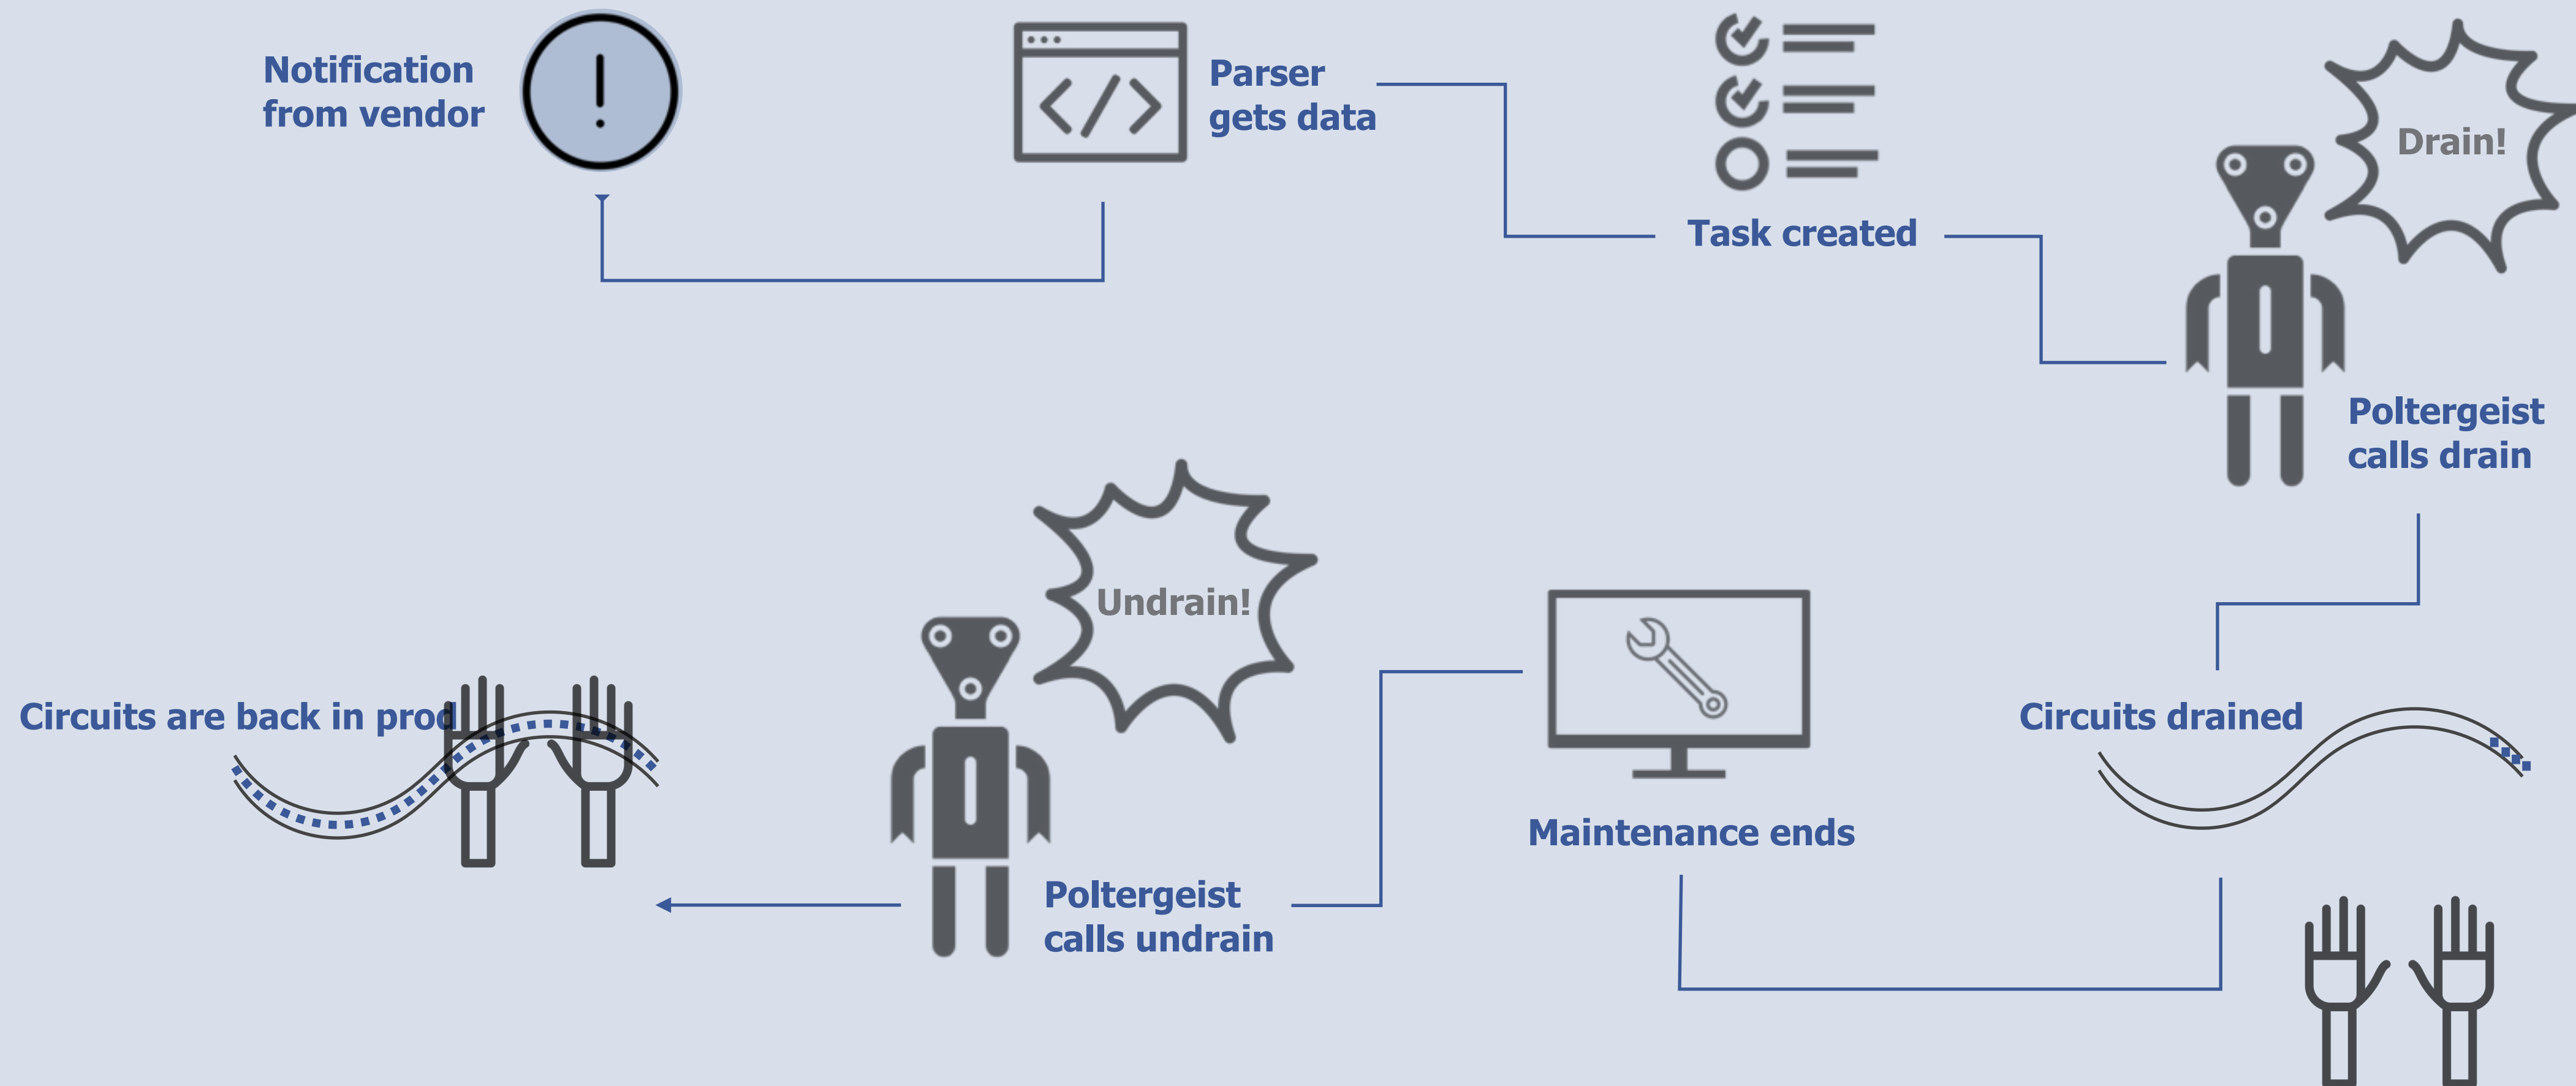 Notification
from vendor
Parser
gets data
Task created
Drain!
Poltergeist
calls drain
Circuits drained
Maintenance ends
Undrain!
Poltergeist
calls undrain
Circuits are back in prod